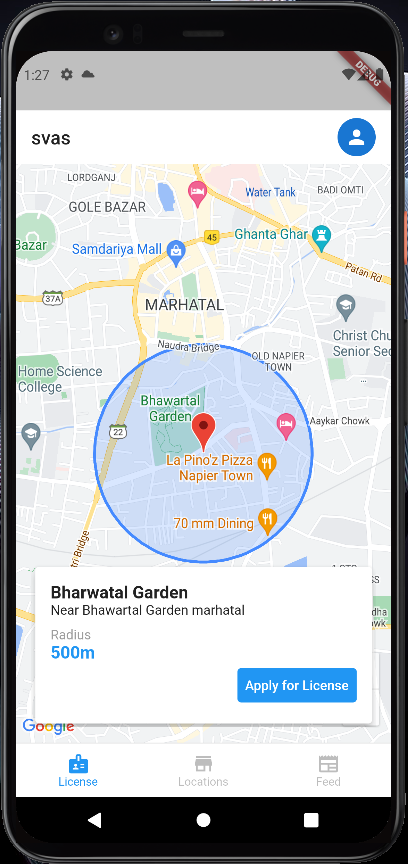 1:27
DEBUG
svas
LORDGANJ
GOLE BAZAR
Water Tank
BADI OMTI
Bazar
Samdariya Mall
45
Ghanta Ghar
Patan Rd
37A
MARHATAL
Christ Chu
Senior Sec
Naudra Bridge
OLD NAPIER
TOWN
Home Science
College
Bhawartal
Garden
22
Aaykar Chowk
La Pino'z Pizza
Napier Town
70 mm Dining
tri Bldg
Bharwatal Garden
Near Bhawartal Garden marhatal
Radius
500m
Apply for License
Google
License
Locations
Feed